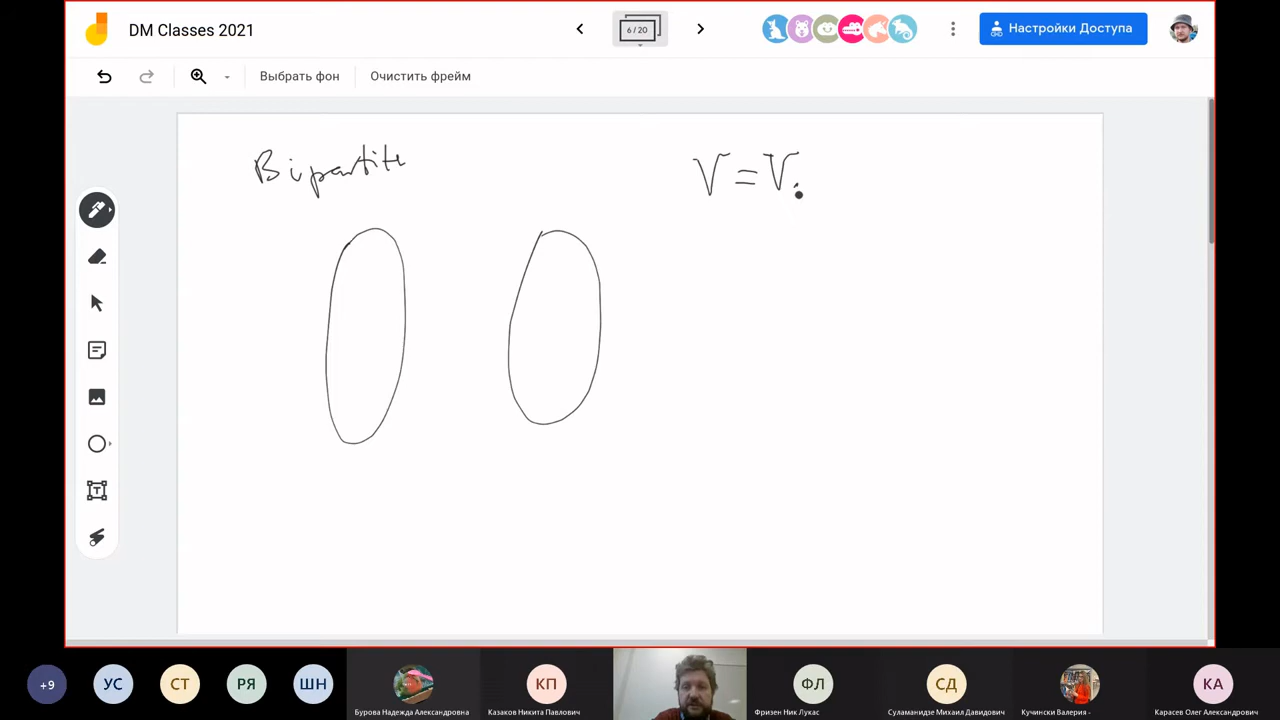 DM Classes 2021
6 / 20
Настройки Доступа
Выбрать фон
Очистить фрейм
Bipartite
V = V
T
+9
УС
СТ
РЯ
ШН
КП
ФЛ
СД
КА
Бурова Надежда Александровна
Казаков Никита Павлович
Фризен Ник Лукас
Суламанидзе Михаил Давидович
Кучински Валерия -
Карасев Олег Александрович